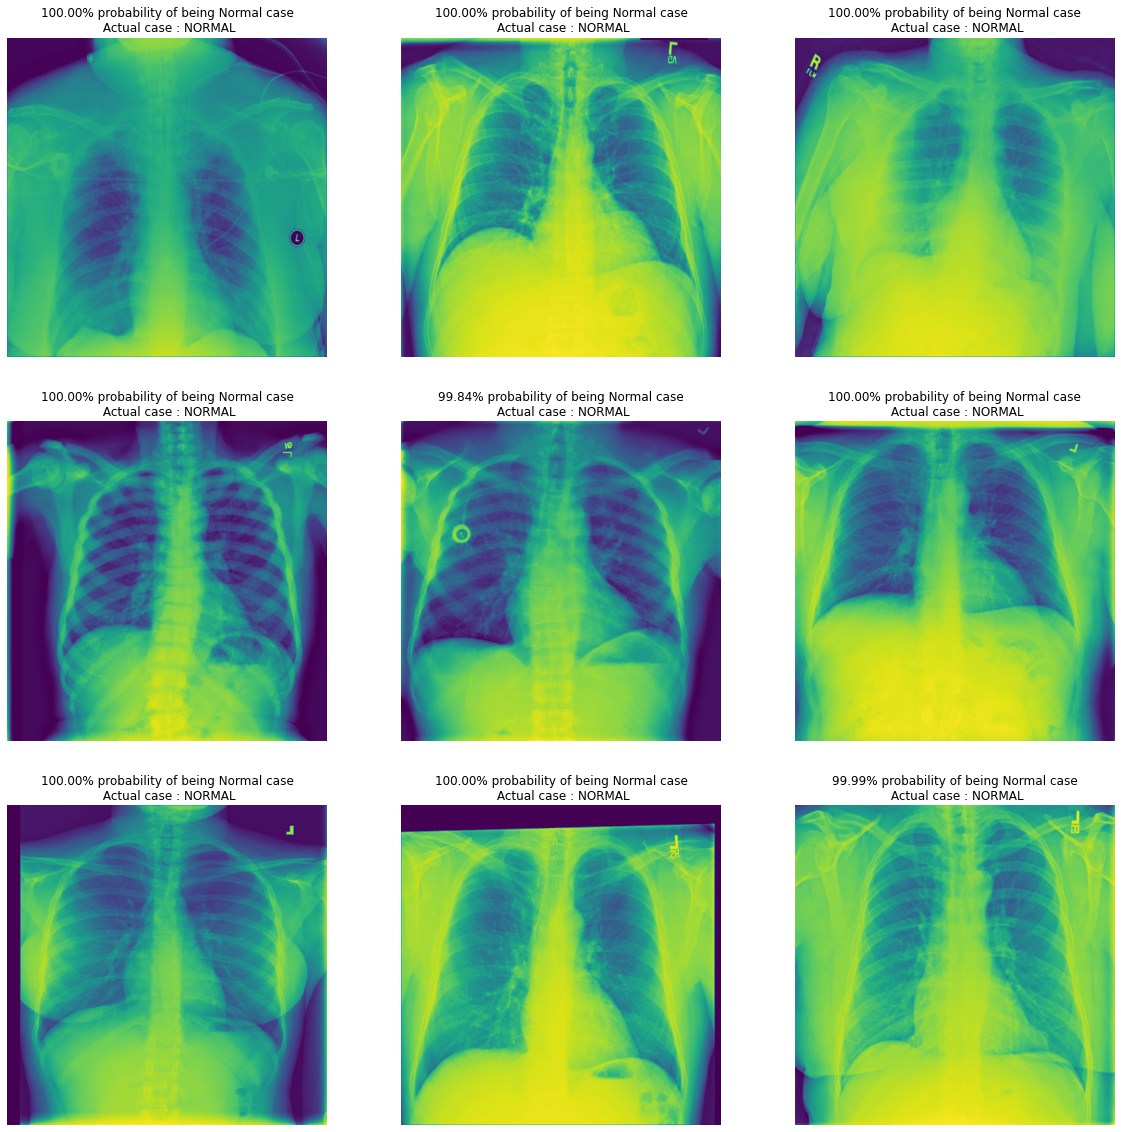 100.00% probability of being Normal case
Actual case : NORMAL
100.00% probability of being Normal case
Actual case : NORMAL
100.00% probability of being Normal case
Actual case : NORMAL
L
L
R
FLW
100.00% probability of being Normal case
Actual case : NORMAL
99.84% probability of being Normal case
Actual case : NORMAL
100.00% probability of being Normal case
Actual case : NORMAL
L
L
100.00% probability of being Normal case
Actual case : NORMAL
100.00% probability of being Normal case
Actual case : NORMAL
99.99% probability of being Normal case
Actual case : NORMAL
L
L